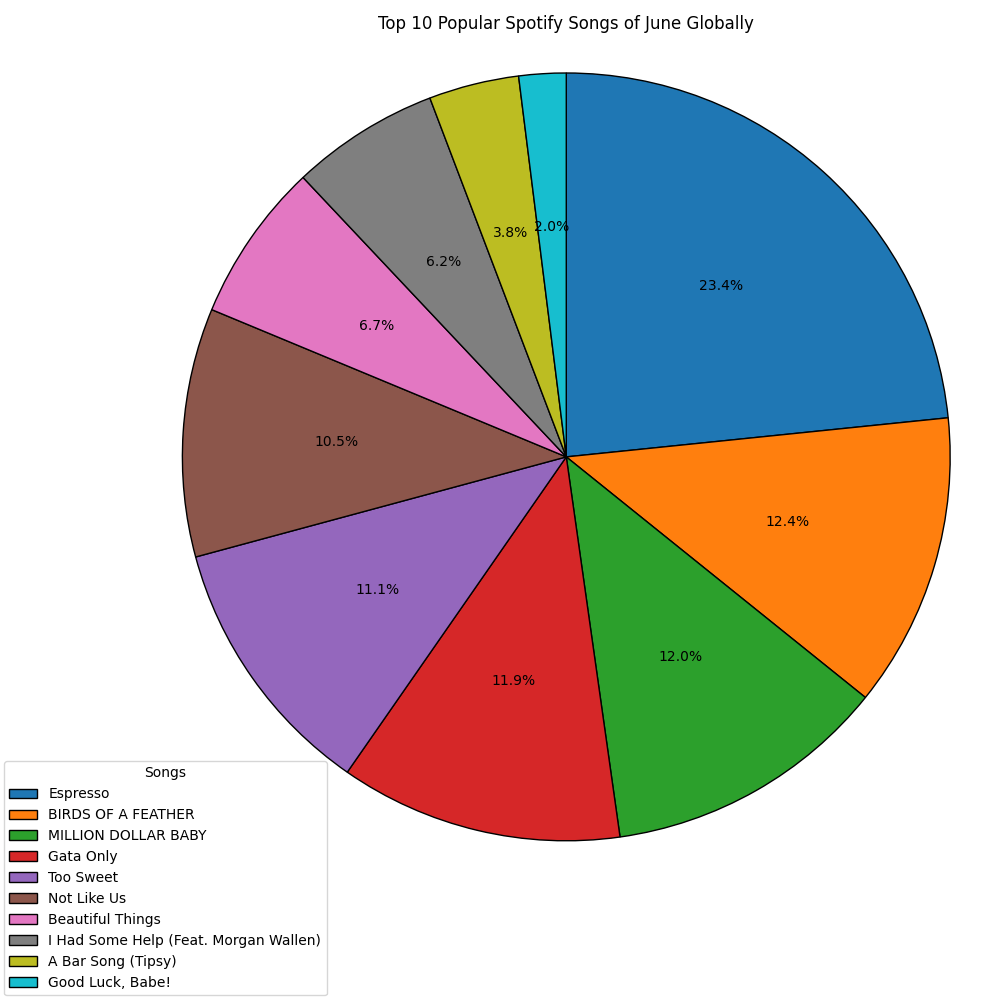 Top 10 Popular Spotify Songs of June Globally
23.4%
12.4%
12.0%
11.9%
11.1%
10.5%
6.7%
6.2%
3.8%
2.0%
Songs
Espresso
BIRDS OF A FEATHER
MILLION DOLLAR BABY
Gata Only
Too Sweet
Not Like Us
Beautiful Things
I Had Some Help (Feat. Morgan Wallen)
A Bar Song (Tipsy)
Good Luck, Babe!